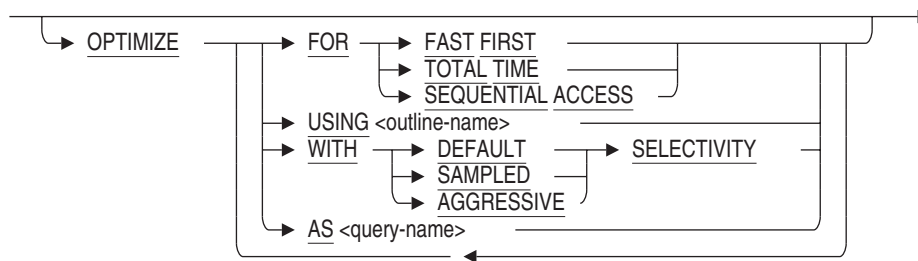 OPTIMIZE FOR FAST FIRST
TOTAL TIME
SEQUENTIAL ACCESS
USING <outline-name>
WITH DEFAULT SELECTIVITY
SAMPLED
AGGRESSIVE
AS <query-name>